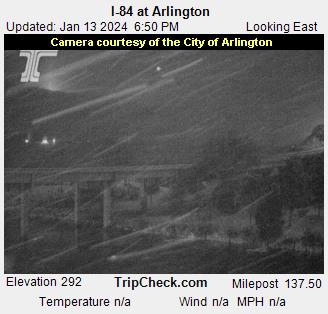 I-84 at Arlington
Updated: Jan 13 2024 6:50 PM Looking East
Camera courtesy of the City of Arlington
Elevation 292 TripCheck.com Milepost 137.50
Temperature n/a Wind n/a MPH n/a